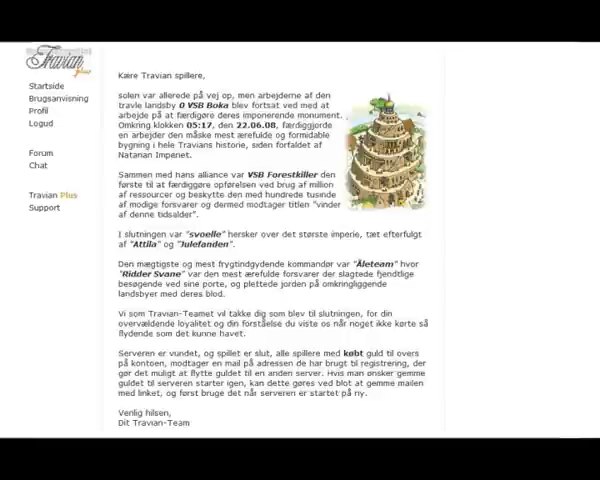 Travian
plus
Startside
Brugsanvisning
Profil
Logud
Forum
Chat
Travian Plus
Support
Kære Travian spillere,
solen var allerede på vej op, men arbejderne af den
travle landsby 0 VSB Boka blev fortsat ved med at
arbejde på at færdigøre deres imponerende monument.
Omkring klokken 05:17, den 22.06.08, færdiggjorde
en arbejder den måske mest ærefulde og formidable
bygning i hele Travians historie, siden forfaldet af
Natarian Imperiet.
Sammen med hans alliance var VSB Forestkiller den
første til at færdiggøre opførelsen ved brug af million
af ressourcer og beskytte den med hundrede tusinde
af modige forsvarer og dermed modtager titlen "vinder
af denne tidsalder".
I slutningen var "svoelle" hersker over det største imperie, tæt efterfulgt
af "Attila" og "Julefanden".
Den mægtigste og mest frygtindgydende kommandør var "Åleteam" hvor
"Ridder Svane" var den mest ærefulde forsvarer der slagtede fjendtlige
besøgende ved sine porte, og plettede jorden på omkringliggende
landsbyer med deres blod.
Vi som Travian-Teamet vil takke dig som blev til slutningen, for din
overvældende loyalitet og din forståelse du viste os når noget ikke kørte så
flydende som det kunne havet.
Serveren er vundet, og spillet er slut, alle spillere med købt guld til overs
på kontoen, modtager en mail på adressen de har brugt til registrering, der
gør det muligt at flytte guldet til en anden server. Hvis man ønsker gemme
guldet til serveren starter igen, kan dette gøres ved blot at gemme mailen
med linket, og først bruge det når serveren er startet på ny.
Venlig hilsen,
Dit Travian-Team